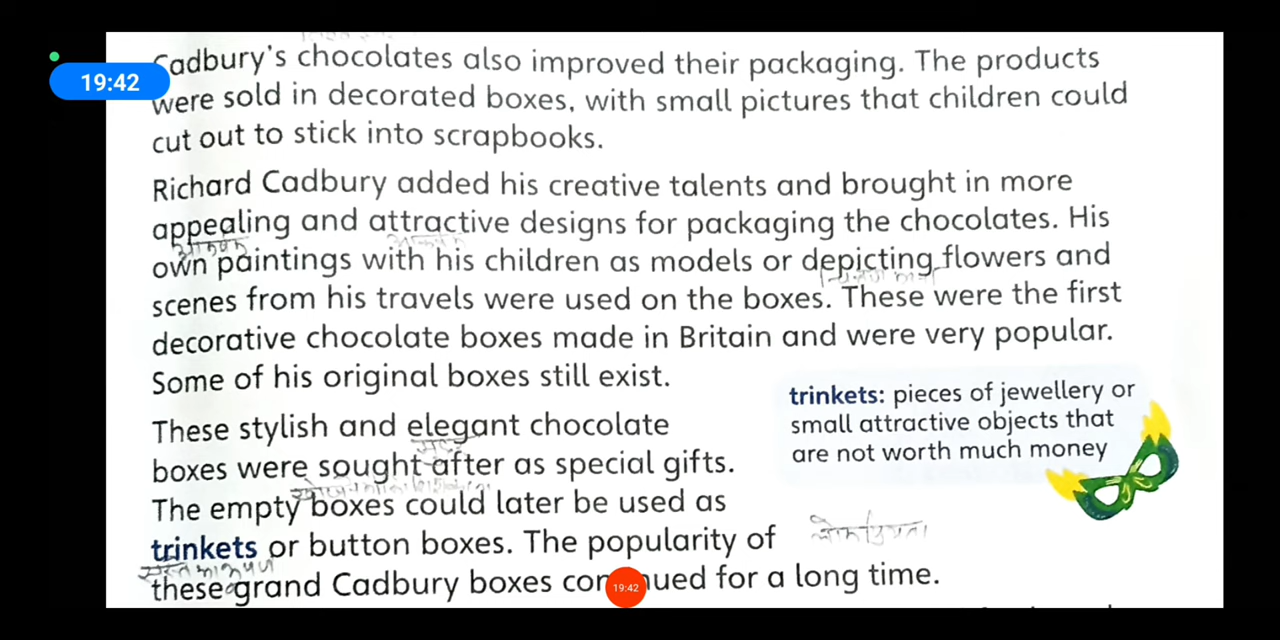 Cadbury's chocolates also improved their packaging. The products
19:42
were sold in decorated boxes, with small pictures that children could
cut out to stick into scrapbooks.
Richard Cadbury added his creative talents and brought in more
appealing and attractive designs for packaging the chocolates. His
own paintings with his children as models or depicting flowers and
scenes from his travels were used on the boxes. These were the first
decorative chocolate boxes made in Britain and were very popular.
Some of his original boxes still exist.
trinkets: pieces of jewellery or
small attractive objects that
are not worth much money
These stylish and elegant chocolate
boxes were sought after as special gifts.
The empty boxes could later be used as
trinkets or button boxes. The popularity of
लोकप्रियता
these grand Cadbury boxes continued for a long time.
19:42